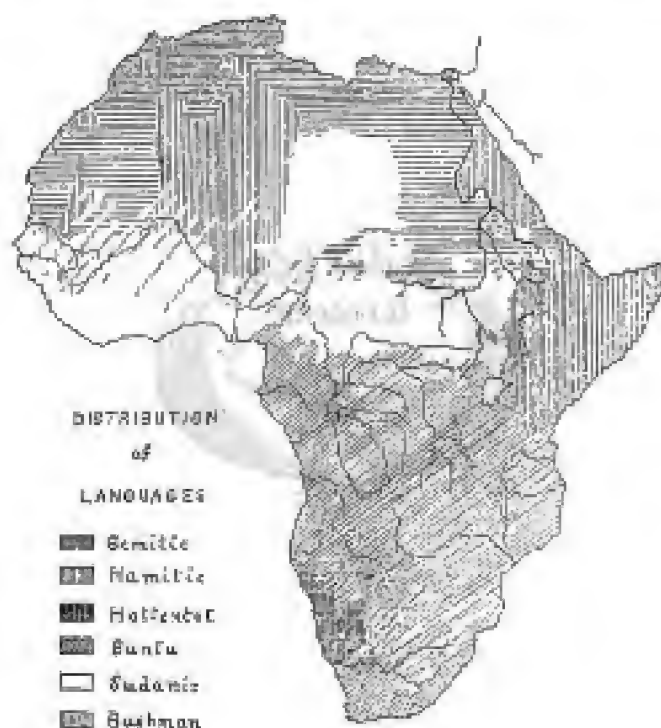 DISTRIBUTION
of
LANGUAGES
Semitic
Hamitic
Hottentot
Bantu
Sudanic
Bushman